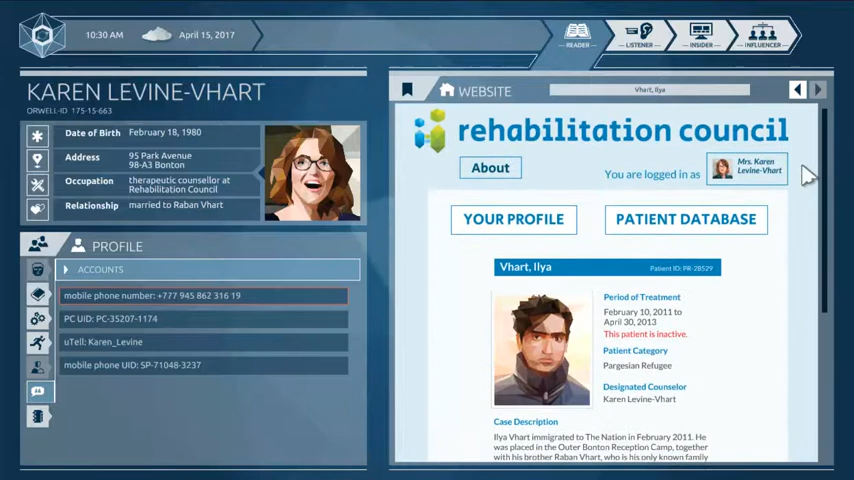 10:30 AM
April 15, 2017
READER
LISTENER
INSIDER
INFLUENCER
KAREN LEVINE-VHART
ORWELL-ID 175-15-663
Date of Birth February 18, 1980
Address 95 Park Avenue
98-A3 Bonton
Occupation therapeutic counsellor at
Rehabilitation Council
Relationship married to Raban Vhart
PROFILE
ACCOUNTS
mobile phone number: +777 945 862 316 19
PC UID: PC-35207-1174
uTell: Karen_Levine
mobile phone UID: SP-71048-3237
WEBSITE
Vhart, Ilya
rehabilitation council
About
You are logged in as
Mrs. Karen
Levine-Vhart
YOUR PROFILE
PATIENT DATABASE
Vhart, Ilya
Patient ID: PR-28529
Period of Treatment
February 10, 2011 to
April 30, 2013
This patient is inactive.
Patient Category
Pargesian Refugee
Designated Counselor
Karen Levine-Vhart
Case Description
Ilya Vhart immigrated to The Nation in February 2011. He
was placed in the Outer Bonton Reception Camp, together
with his brother Raban Vhart, who is his only known family